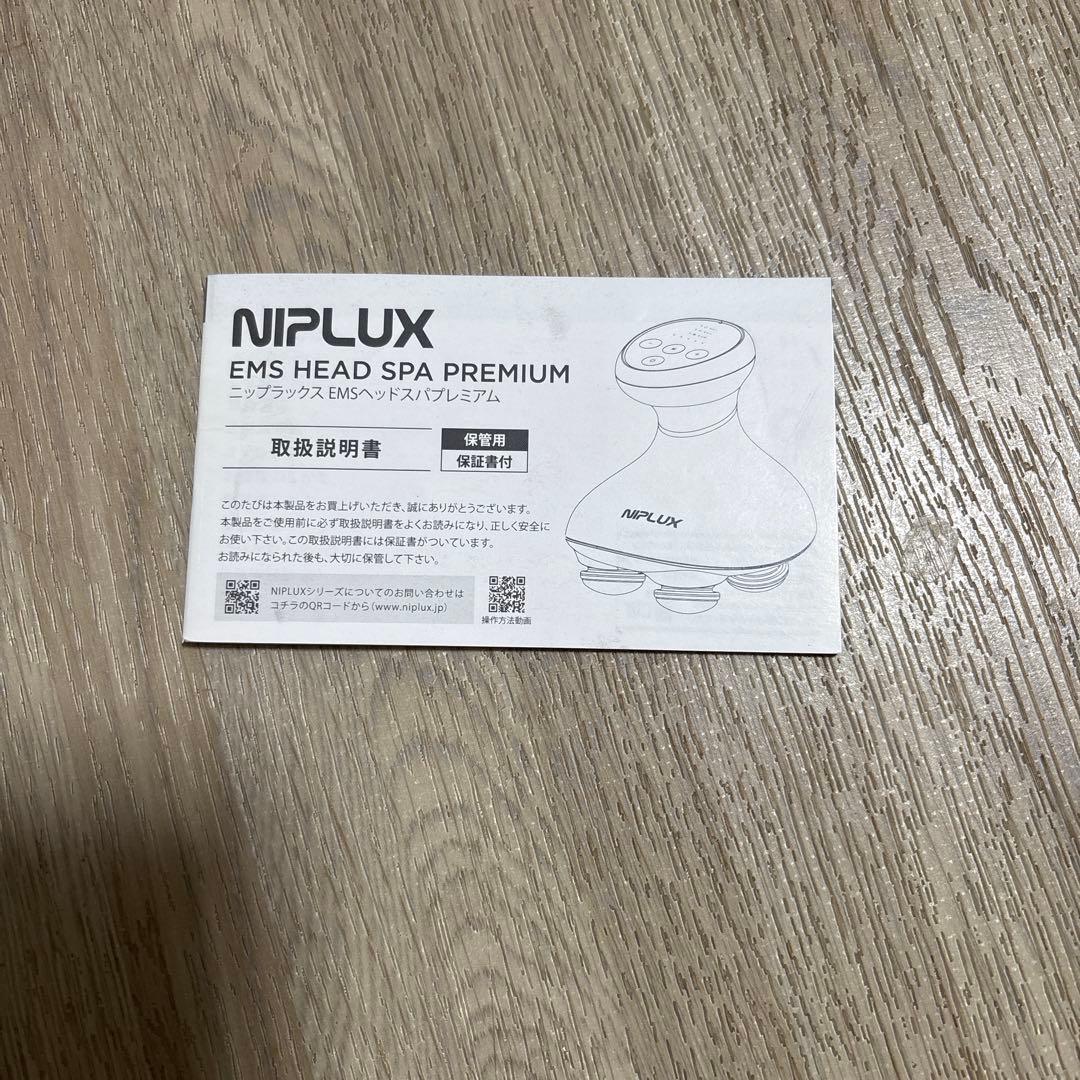 NIPLUX
EMS HEAD SPA PREMIUM
ニップラックス EMSヘッドスパプレミアム
取扱説明書
保管用
保証書付
このたびは本製品をお買上げいただき、誠にありがとうございます。
本製品をご使用前に必ず取扱説明書をよくお読みになり、正しく安全に
お使い下さい。この取扱説明書には保証書がついています。
お読みになられた後も、大切に保管して下さい。
NIPLUXシリーズについてのお問い合わせは
コチラのQRコードから(www.niplux.jp)
操作方法動画
NIPLUX